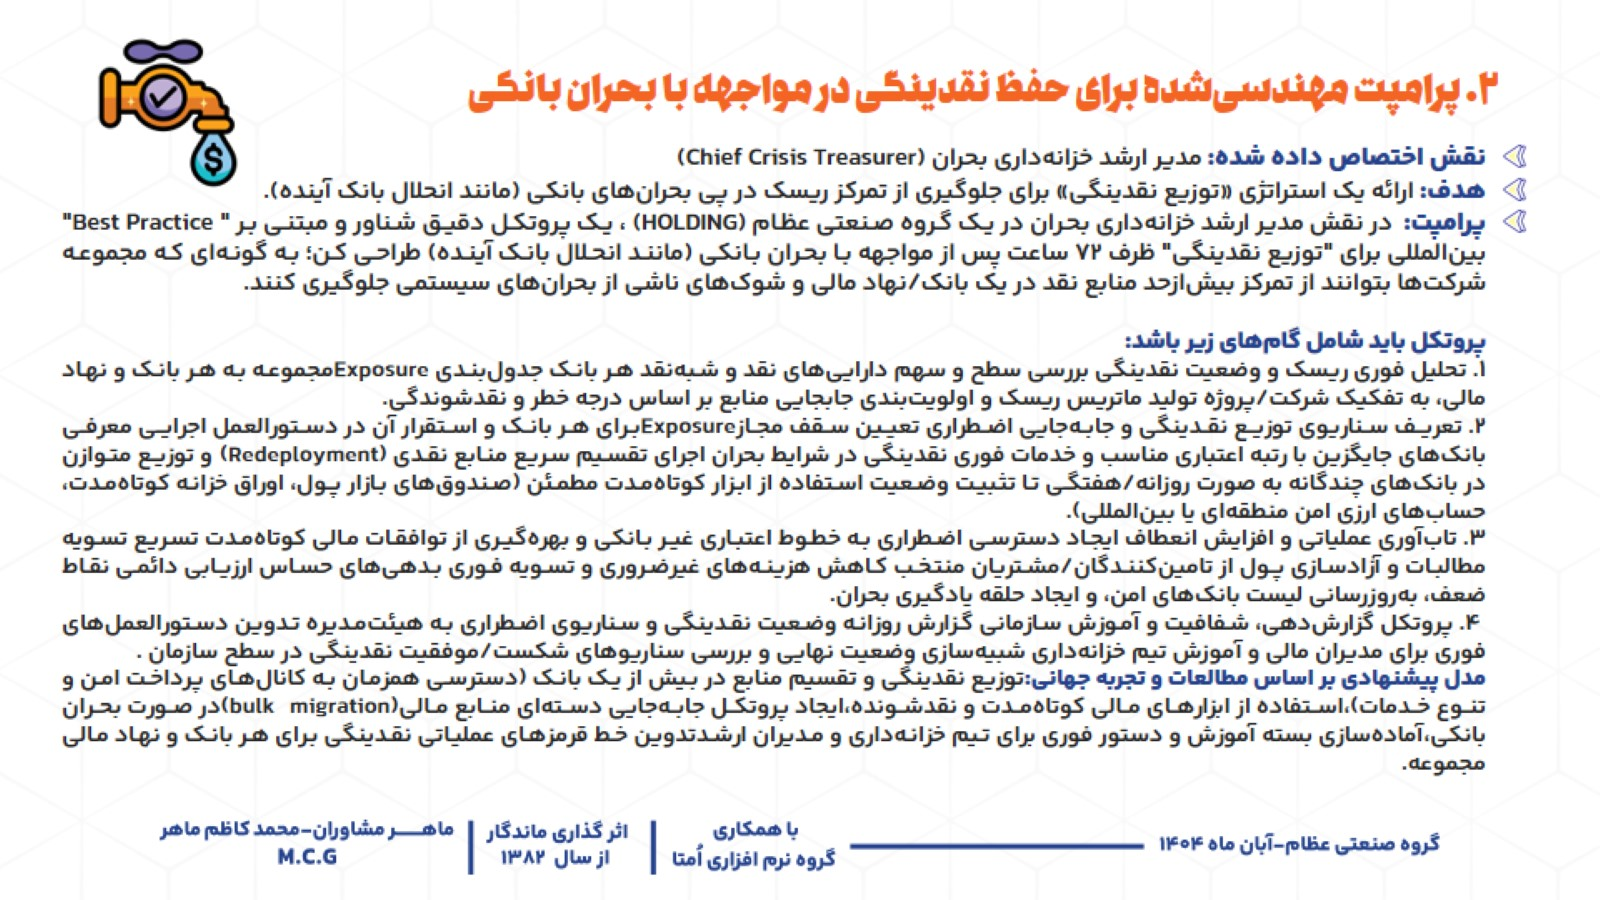 ۲. پرامپت مهندسی‌شده برای حفظ نقدینگی در مواجهه با بحران بانکی
نقش اختصاص داده شده: مدیر ارشد خزانه‌داری بحران (Chief Crisis Treasurer)
هدف: ارائه یک استراتژی «توزیع نقدینگی» برای جلوگیری از تمرکز ریسک در پی بحران‌های بانکی (مانند انحلال بانک آینده).
پرامپت: در نقش مدیر ارشد خزانه‌داری بحران در یک گروه صنعتی عظام (HOLDING) ، یک پروتکل دقیق شناور و مبتنی بر " Best Practice"
بین‌المللی برای "توزیع نقدینگی" ظرف ۷۲ ساعت پس از مواجهه با بحران بانکی (مانند انحلال بانک آینده) طراحی کن؛ به گونه‌ای که مجموعه
شرکت‌ها بتوانند از تمرکز بیش‌ازحد منابع نقد در یک بانک/نهاد مالی و شوک‌های ناشی از بحران‌های سیستمی جلوگیری کنند.
پروتکل باید شامل گام‌های زیر باشد:
۱. تحلیل فوری ریسک و وضعیت نقدینگی بررسی سطح و سهم دارایی‌های نقد و شبه‌نقد هر بانک جدول‌بندی Exposureمجموعه به هر بانک و نهاد
مالی، به تفکیک شرکت/پروژه تولید ماتریس ریسک و اولویت‌بندی جابجایی منابع بر اساس درجه خطر و نقدشوندگی.
۲. تعریف سناریوی توزیع نقدینگی و جابه‌جایی اضطراری تعیین سقف مجازExposureبرای هر بانک و استقرار آن در دستورالعمل اجرایی معرفی
بانک‌های جایگزین با رتبه اعتباری مناسب و خدمات فوری نقدینگی در شرایط بحران اجرای تقسیم سریع منابع نقدی (Redeployment) و توزیع متوازن
در بانک‌های چندگانه به صورت روزانه/هفتگی تا تثبیت وضعیت استفاده از ابزار کوتاه‌مدت مطمئن (صندوق‌های بازار پول، اوراق خزانه کوتاه‌مدت،
حساب‌های ارزی امن منطقه‌ای یا بین‌المللی).
۳. تاب‌آوری عملیاتی و افزایش انعطاف ایجاد دسترسی اضطراری به خطوط اعتباری غیر بانکی و بهره‌گیری از توافقات مالی کوتاه‌مدت تسریع تسویه
مطالبات و آزادسازی پول از تامین‌کنندگان/مشتریان منتخب کاهش هزینه‌های غیرضروری و تسویه فوری بدهی‌های حساس ارزیابی دائمی نقاط
ضعف، به‌روزرسانی لیست بانک‌های امن، و ایجاد حلقه یادگیری بحران.
۴. پروتکل گزارش‌دهی، شفافیت و آموزش سازمانی گزارش روزانه وضعیت نقدینگی و سناریوی اضطراری به هیئت‌مدیره تدوین دستورالعمل‌های
فوری برای مدیران مالی و آموزش تیم خزانه‌داری شبیه‌سازی وضعیت نهایی و بررسی سناریوهای شکست/موفقیت نقدینگی در سطح سازمان .
مدل پیشنهادی بر اساس مطالعات و تجربه جهانی:توزیع نقدینگی و تقسیم منابع در بیش از یک بانک (دسترسی همزمان به کانال‌های پرداخت امن و
تنوع خدمات)،استفاده از ابزارهای مالی کوتاه‌مدت و نقدشونده،ایجاد پروتکل جابه‌جایی دسته‌ای منابع مالی(bulk migration)در صورت بحران
بانکی،آماده‌سازی بسته آموزش و دستور فوری برای تیم خزانه‌داری و مدیران ارشدتدوین خط قرمزهای عملیاتی نقدینگی برای هر بانک و نهاد مالی
مجموعه.
گروه صنعتی عظام-آبان ماه ۱۴۰۴
با همکاری
گروه نرم افزاری اُمتا
اثر گذاری ماندگار
از سال ۱۳۸۲
ماهــر مشاوران-محمد کاظم ماهر
M.C.G